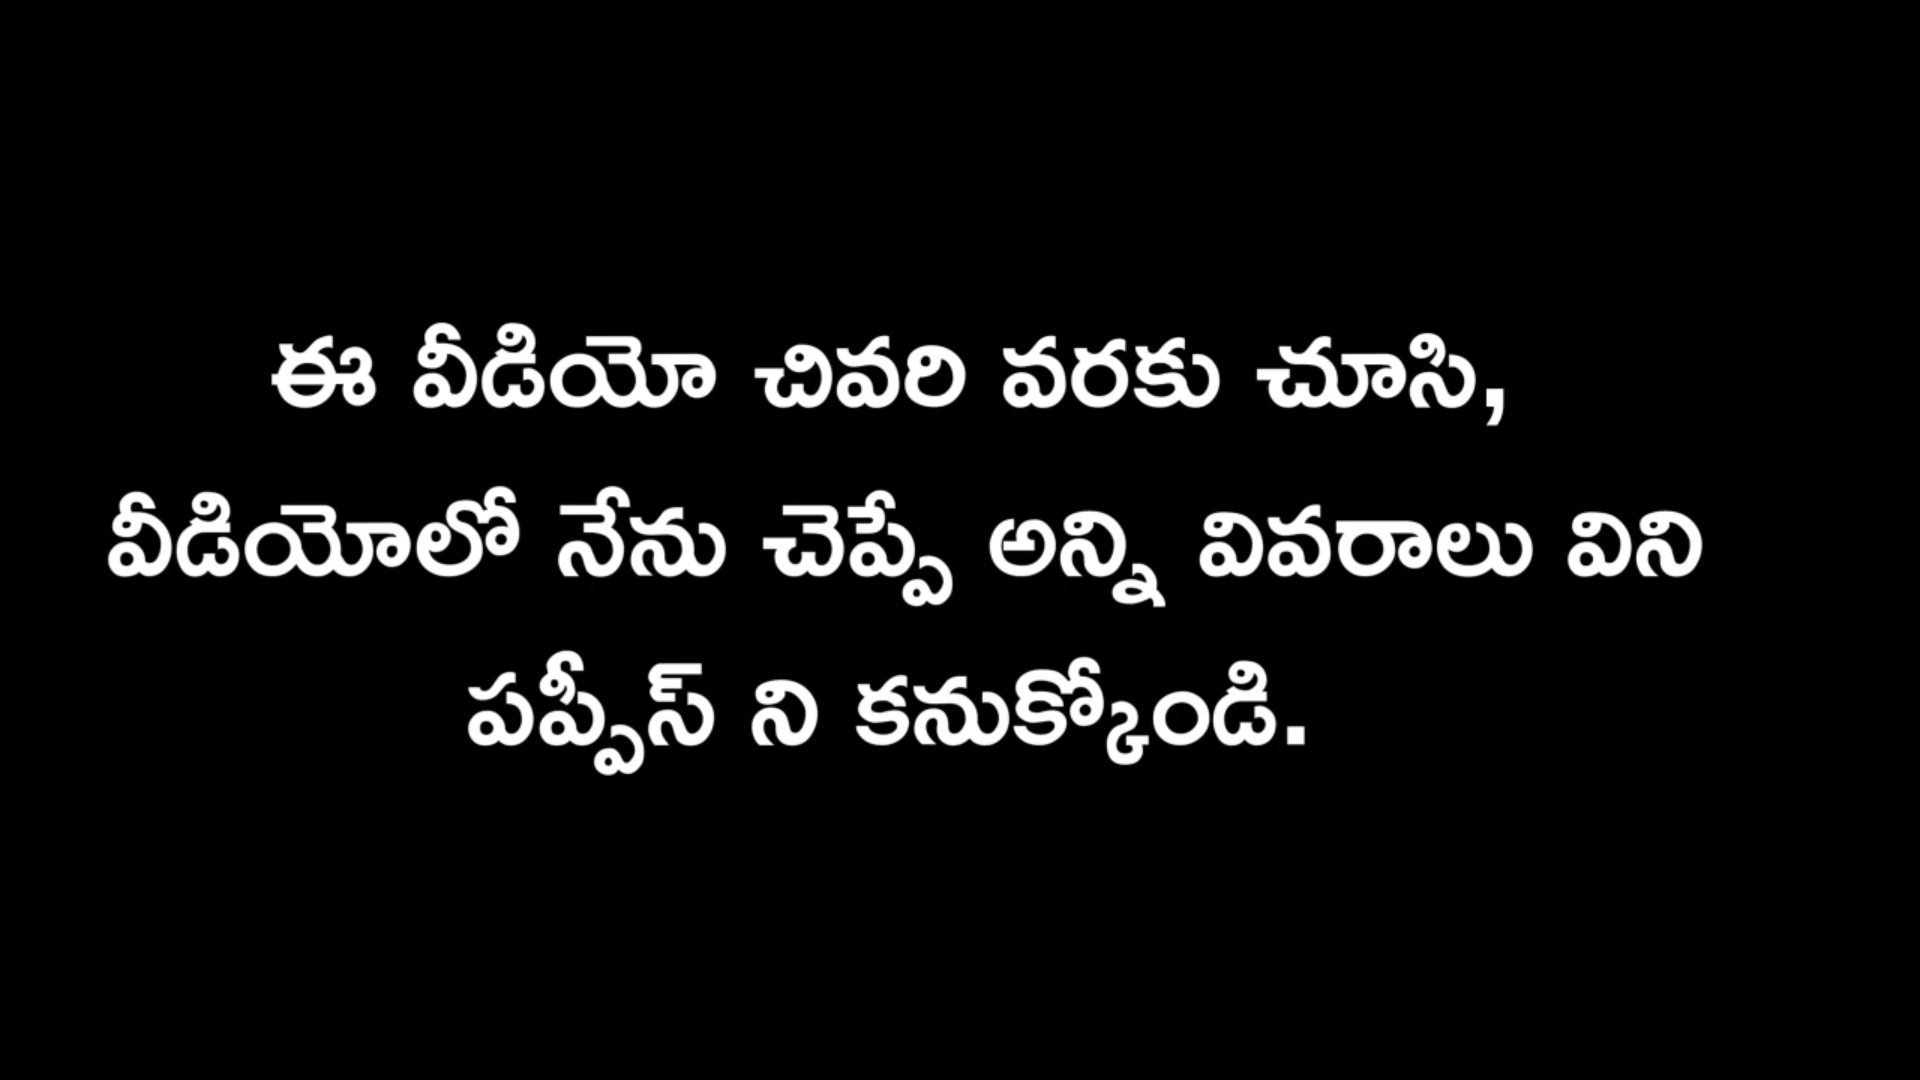 ఈ వీడియో చివరి వరకు చూసి,
వీడియోలో నేను చెప్పే అన్ని వివరాలు విని
పప్పీస్ ని కనుక్కోండి.